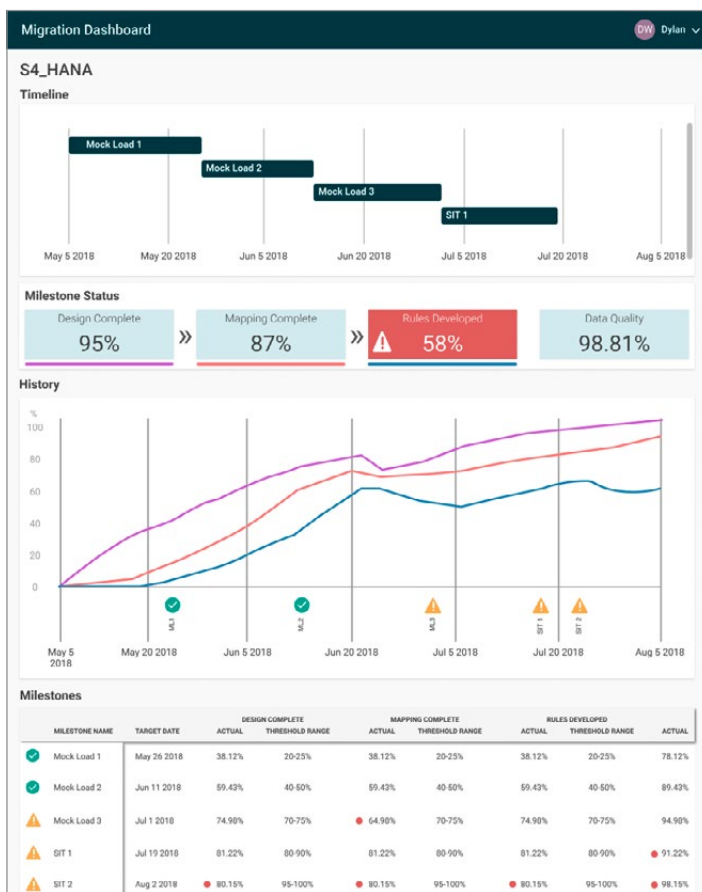 Migration Dashboard
DW Dylan
S4_HANA
Timeline
Mock Load 1
Mock Load 2
Mock Load 3
SIT 1
May 5 2018 May 20 2018 Jun 5 2018 Jun 20 2018 Jul 5 2018 Jul 20 2018 Aug 5 2018
Milestone Status
Design Complete Mapping Complete Rules Developed Data Quality
95% » 87% » 58% 98.81%
History
%
100
80
60
40
20
0
ML1 ML2 ML3 SIT 1 SIT 2
May 5 2018 May 20 2018 Jun 5 2018 Jun 20 2018 Jul 5 2018 Jul 20 2018 Aug 5 2018
Milestones
DESIGN COMPLETE MAPPING COMPLETE RULES DEVELOPED
MILESTONE NAME TARGET DATE ACTUAL THRESHOLD RANGE ACTUAL THRESHOLD RANGE ACTUAL THRESHOLD RANGE ACTUAL
Mock Load 1 May 26 2018 38.12% 20-25% 38.12% 20-25% 38.12% 20-25% 78.12%
Mock Load 2 Jun 11 2018 59.43% 40-50% 59.43% 40-50% 59.43% 40-50% 89.43%
Mock Load 3 Jul 1 2018 74.98% 70-75% 64.98% 70-75% 74.98% 70-75% 94.98%
SIT 1 Jul 19 2018 81.22% 80-90% 81.22% 80-90% 81.22% 80-90% 91.22%
SIT 2 Aug 2 2018 80.15% 95-100% 80.15% 95-100% 80.15% 95-100% 98.15%